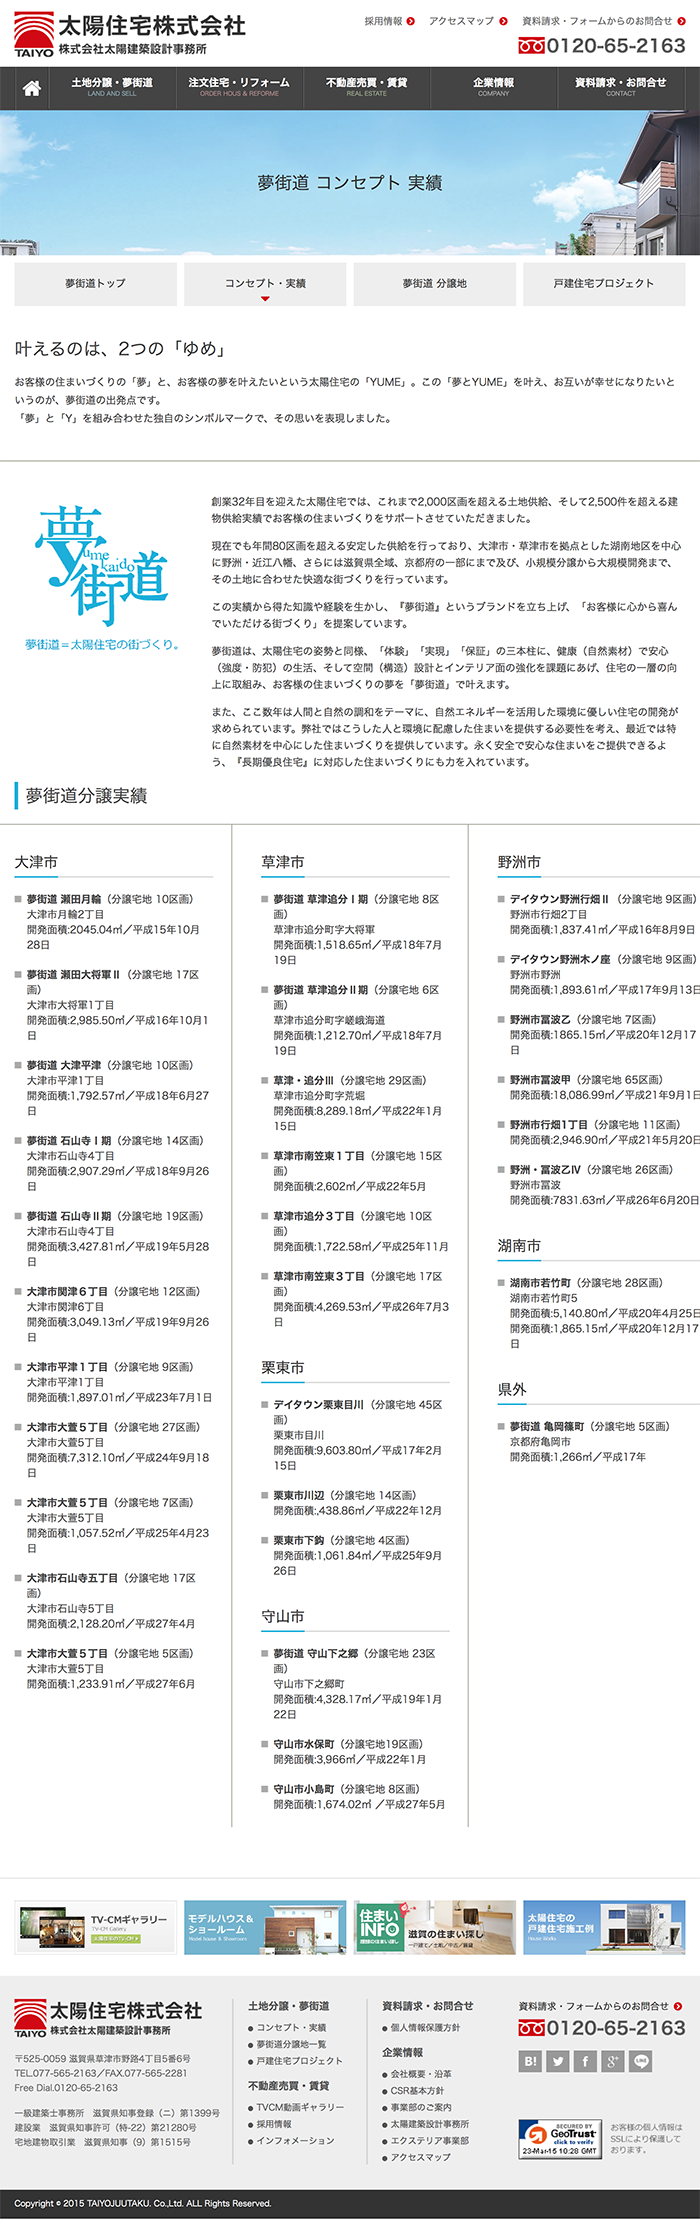 太陽住宅株式会社
株式会社太陽建築設計事務所
TAIYO
採用情報 アクセスマップ 資料請求・フォームからのお問合せ
0120-65-2163
土地分譲・夢街道 注文住宅・リフォーム 不動産売買・賃貸 企業情報 資料請求・お問合せ
LAND AND SELL ORDER HOUS & REFORME REAL ESTATE COMPANY CONTACT
夢街道 コンセプト 実績
夢街道トップ コンセプト・実績 夢街道 分譲地 戸建住宅プロジェクト
叶えるのは、2つの「ゆめ」
お客様の住まいづくりの「夢」と、お客様の夢を叶えたいという太陽住宅の「YUME」。この「夢とYUME」を叶え、お互いが幸せになりたいと
いうのが、夢街道の出発点です。
「夢」と「Y」を組み合わせた独自のシンボルマークで、その思いを表現しました。
夢街道
yume kaido
夢街道＝太陽住宅の街づくり。
創業32年目を迎えた太陽住宅では、これまで2,000区画を超える土地供給、そして2,500件を超える建
物供給実績でお客様の住まいづくりをサポートさせていただきました。
現在でも年間80区画を超える安定した供給を行っており、大津市・草津市を拠点とした湖南地区を中心
に野洲・近江八幡、さらには滋賀県全域、京都府の一部にまで及び、小規模分譲から大規模開発まで、
その土地に合わせた快適な街づくりを行っています。
この実績から得た知識や経験を生かし、『夢街道』というブランドを立ち上げ、「お客様に心から喜ん
でいただける街づくり」を提案しています。
夢街道は、太陽住宅の姿勢と同様、「体験」「実現」「保証」の三本柱に、健康（自然素材）で安心
（強度・防犯）の生活、そして空間（構造）設計とインテリア面の強化を課題にあげ、住宅の一層の向
上に取組み、お客様の住まいづくりの夢を「夢街道」で叶えます。
また、ここ数年は人間と自然の調和をテーマに、自然エネルギーを活用した環境に優しい住宅の開発が
求められています。弊社ではこうした人と環境に配慮した住まいを提供する必要性を考え、最近では特
に自然素材を中心にした住まいづくりを提供しています。永く安全で安心な住まいをご提供できるよ
う、『長期優良住宅』に対応した住まいづくりにも力を入れています。
夢街道分譲実績
大津市
夢街道 瀬田月輪（分譲宅地 10区画）
大津市月輪2丁目
開発面積:2045.04㎡／平成15年10月
28日
夢街道 瀬田大将軍Ⅱ（分譲宅地 17区
画）
大津市大将軍1丁目
開発面積:2,985.50㎡／平成16年10月1
日
夢街道 大津平津（分譲宅地 10区画）
大津市平津1丁目
開発面積:1,792.57㎡／平成18年6月27
日
夢街道 石山寺Ⅰ期（分譲宅地 14区画）
大津市石山寺4丁目
開発面積:2,907.29㎡／平成18年9月26
日
夢街道 石山寺Ⅱ期（分譲宅地 19区画）
大津市石山寺4丁目
開発面積:3,427.81㎡／平成19年5月28
日
大津市関津６丁目（分譲宅地 12区画）
大津市関津6丁目
開発面積:3,049.13㎡／平成19年9月26
日
大津市平津１丁目（分譲宅地 9区画）
大津市平津1丁目
開発面積:1,897.01㎡／平成23年7月1日
大津市大萱５丁目（分譲宅地 27区画）
大津市大萱5丁目
開発面積:7,312.10㎡／平成24年9月18
日
大津市大萱５丁目（分譲宅地 7区画）
大津市大萱5丁目
開発面積:1,057.52㎡／平成25年4月23
日
大津市石山寺五丁目（分譲宅地 17区
画）
大津市石山寺5丁目
開発面積:2,128.20㎡／平成27年4月
大津市大萱５丁目（分譲宅地 5区画）
大津市大萱5丁目
開発面積:1,233.91㎡／平成27年6月
草津市
夢街道 草津追分Ⅰ期（分譲宅地 8区
画）
草津市追分町字大将軍
開発面積:1,518.65㎡／平成18年7月
19日
夢街道 草津追分Ⅱ期（分譲宅地 6区
画）
草津市追分町字嵯峨海道
開発面積:1,212.70㎡／平成18年7月
19日
草津・追分Ⅲ（分譲宅地 29区画）
草津市追分町字荒堀
開発面積:8,289.18㎡／平成22年1月
15日
草津市南笠東１丁目（分譲宅地 15区
画）
開発面積:2,602㎡／平成22年5月
草津市追分３丁目（分譲宅地 10区
画）
開発面積:1,722.58㎡／平成25年11月
草津市南笠東３丁目（分譲宅地 17区
画）
開発面積:4,269.53㎡／平成26年7月3
日
栗東市
デイタウン栗東目川（分譲宅地 45区
画）
栗東市目川
開発面積:9,603.80㎡／平成17年2月
15日
栗東市川辺（分譲宅地 14区画）
開発面積:,438.86㎡／平成22年12月
栗東市下鈎（分譲宅地 4区画）
開発面積:1,061.84㎡／平成25年9月
26日
守山市
夢街道 守山下之郷（分譲宅地 23区
画）
守山市下之郷町
開発面積:4,328.17㎡／平成19年1月
22日
守山市水保町（分譲宅地19区画）
開発面積:3,966㎡／平成22年1月
守山市小島町（分譲宅地 8区画）
開発面積:1,674.02㎡ ／平成27年5月
野洲市
デイタウン野洲行畑Ⅱ（分譲宅地 9区画）
野洲市行畑2丁目
開発面積:1,837.41㎡／平成16年8月9日
デイタウン野洲木ノ座（分譲宅地 9区画）
野洲市野洲
開発面積:1,893.61㎡／平成17年9月13日
野洲市冨波乙（分譲宅地 7区画）
開発面積:1865.15㎡／平成20年12月17
日
野洲市冨波甲（分譲宅地 65区画）
開発面積:18,086.99㎡／平成21年9月1日
野洲市行畑1丁目（分譲宅地 11区画）
開発面積:2,946.90㎡／平成21年5月20日
野洲・冨波乙Ⅳ（分譲宅地 26区画）
野洲市冨波
開発面積:7831.63㎡／平成26年6月20日
湖南市
湖南市若竹町（分譲宅地 28区画）
湖南市若竹町5
開発面積:5,140.80㎡／平成20年4月25日
開発面積:1,865.15㎡／平成20年12月17
日
県外
夢街道 亀岡篠町（分譲宅地 5区画）
京都府亀岡市
開発面積:1,266㎡／平成17年
TV-CMギャラリー
TV-CM Gallery
太陽住宅のTV-CM
モデルハウス＆
ショールーム
Model house & Showroom
住まい
INFO
滋賀の住まい探し
一戸建て／土地／中古／賃貸
太陽住宅の
戸建住宅施工例
House Works
太陽住宅株式会社
株式会社太陽建築設計事務所
TAIYO
〒525-0059 滋賀県草津市野路4丁目5番6号
TEL.077-565-2163／FAX.077-565-2281
Free Dial.0120-65-2163
一級建築士事務所　滋賀県知事登録（ニ）第1399号
建設業　滋賀県知事許可（特-22）第21280号
宅地建物取引業　滋賀県知事（9）第1515号
土地分譲・夢街道
コンセプト・実績
夢街道分譲地一覧
戸建住宅プロジェクト
不動産売買・賃貸
TVCM動画ギャラリー
採用情報
インフォメーション
資料請求・お問合せ
個人情報保護方針
企業情報
会社概要・沿革
CSR基本方針
事業部のご案内
太陽建築設計事務所
エクステリア事業部
アクセスマップ
資料請求・フォームからのお問合せ
0120-65-2163
B! f g+ LINE
SECURED BY
GeoTrust
click to verify
23-Mar-15 10:28 GMT
お客様の個人情報は
SSLにより保護して
おります。
Copyright © 2015 TAIYOJUUTAKU. Co.,Ltd. ALL Rights Reserved.